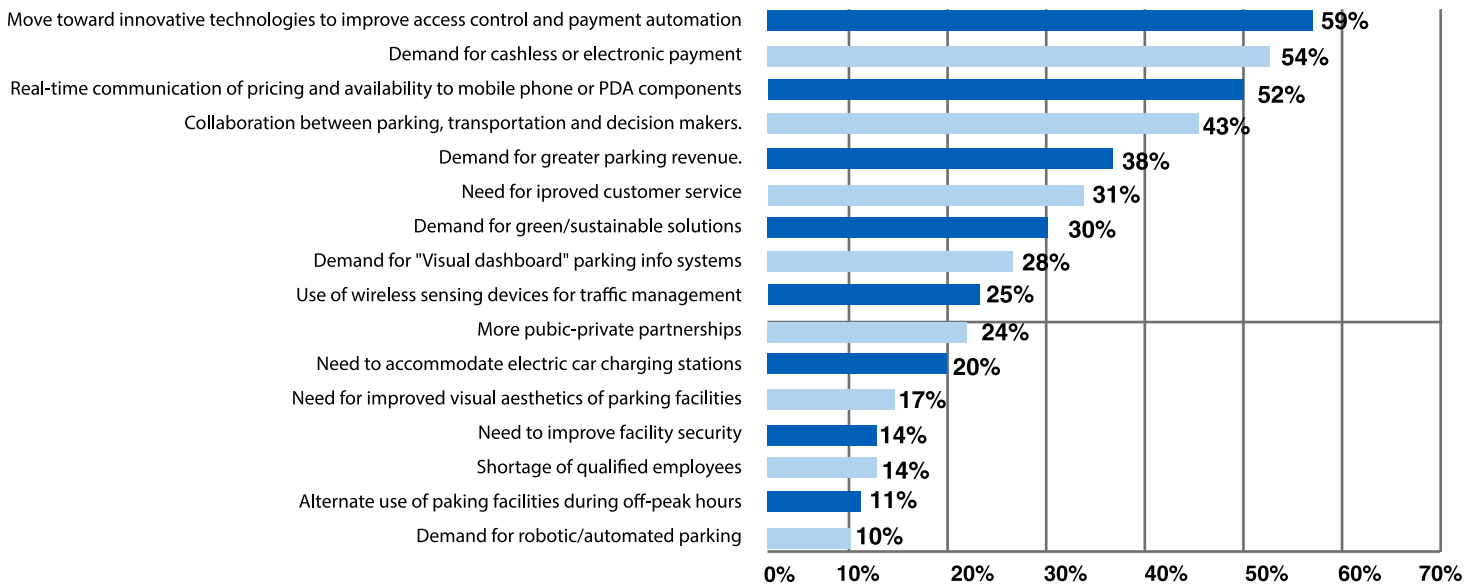 Move toward innovative technologies to improve access control and payment automation 59%
Demand for cashless or electronic payment 54%
Real-time communication of pricing and availability to mobile phone or PDA components 52%
Collaboration between parking, transportation and decision makers. 43%
Demand for greater parking revenue. 38%
Need for iproved customer service 31%
Demand for green/sustainable solutions 30%
Demand for "Visual dashboard" parking info systems 28%
Use of wireless sensing devices for traffic management 25%
More pubic-private partnerships 24%
Need to accommodate electric car charging stations 20%
Need for improved visual aesthetics of parking facilities 17%
Need to improve facility security 14%
Shortage of qualified employees 14%
Alternate use of paking facilities during off-peak hours 11%
Demand for robotic/automated parking 10%
0% 10% 20% 30% 40% 50% 60% 70%